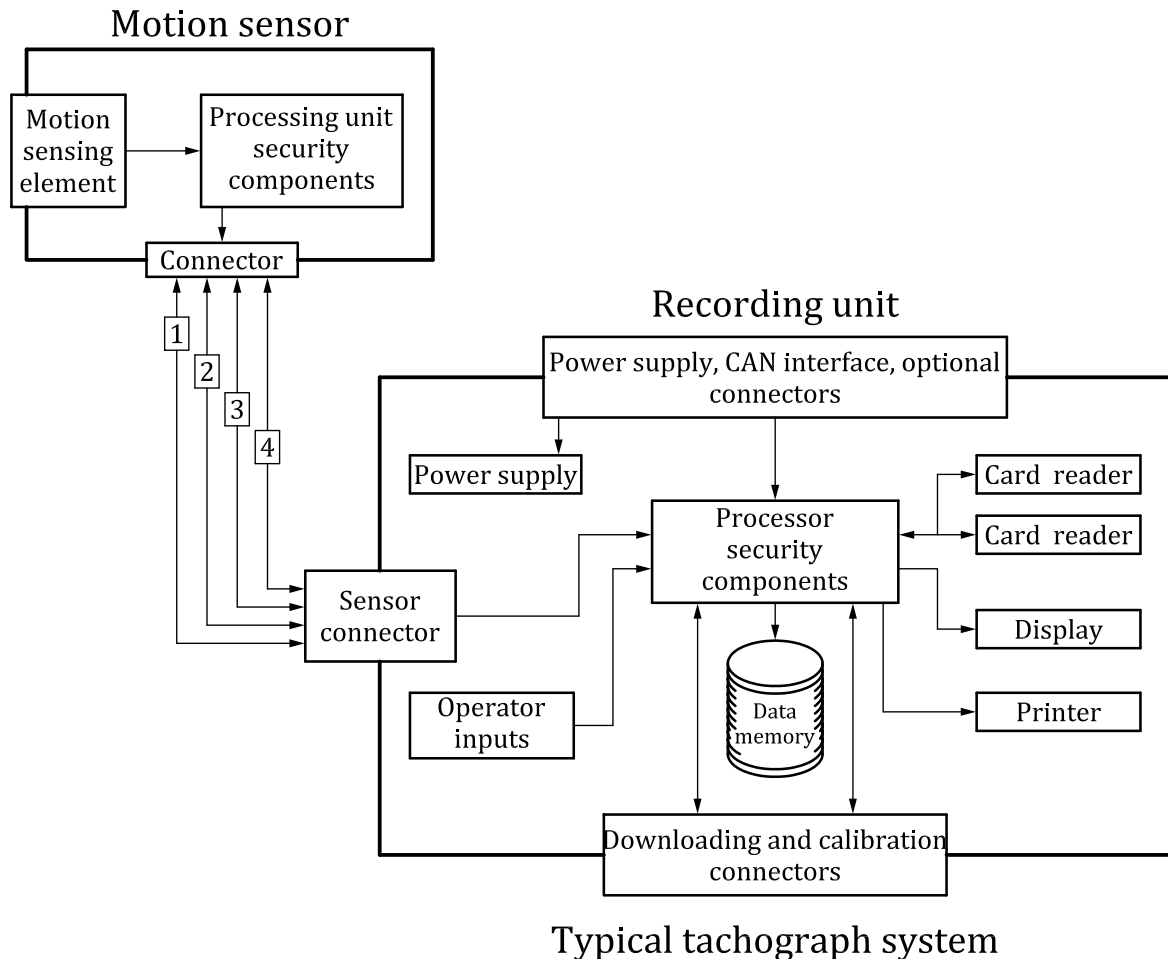 Motion sensor
Motion
sensing
element
Processing unit
security
components
Connector
1
2
3
4
Recording unit
Power supply, CAN interface, optional
connectors
Power supply
Card reader
Card reader
Processor
security
components
Sensor
connector
Display
Operator
inputs
Data
memory
Printer
Downloading and calibration
connectors
Typical tachograph system